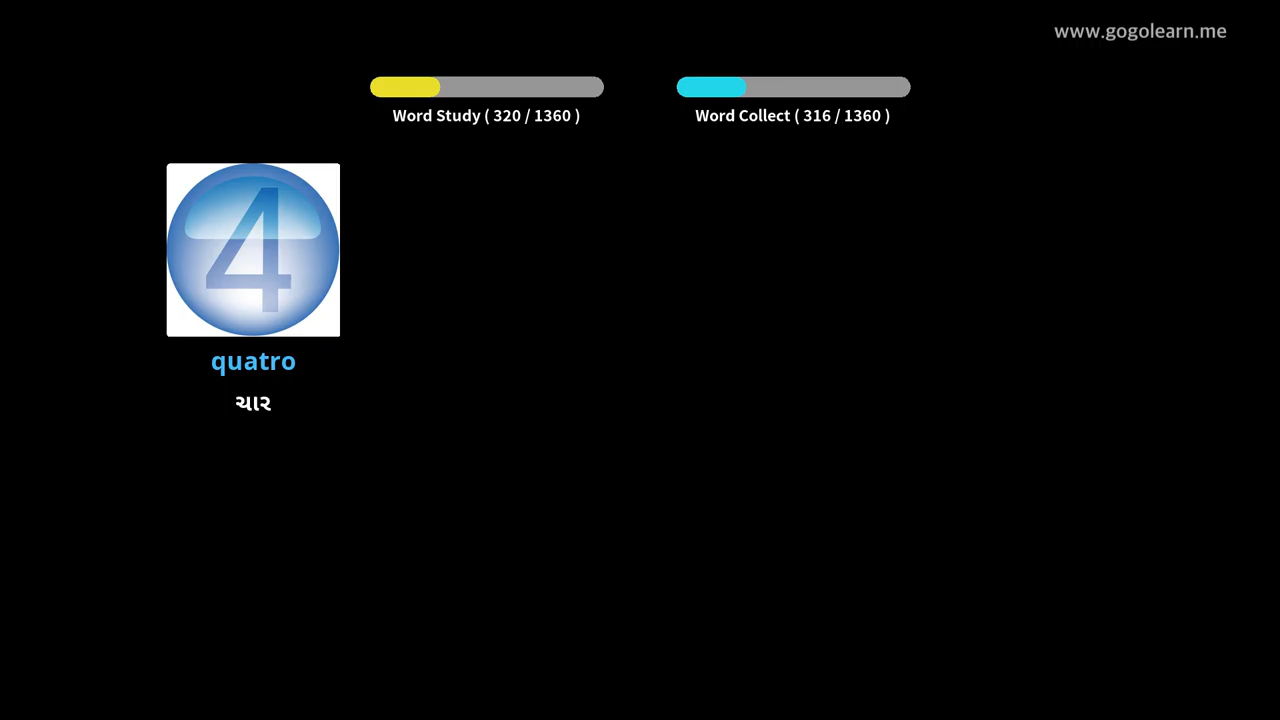 www.gogolearn.me
Word Study ( 320 / 1360 )
Word Collect ( 316 / 1360 )
4
quatro
ચાર